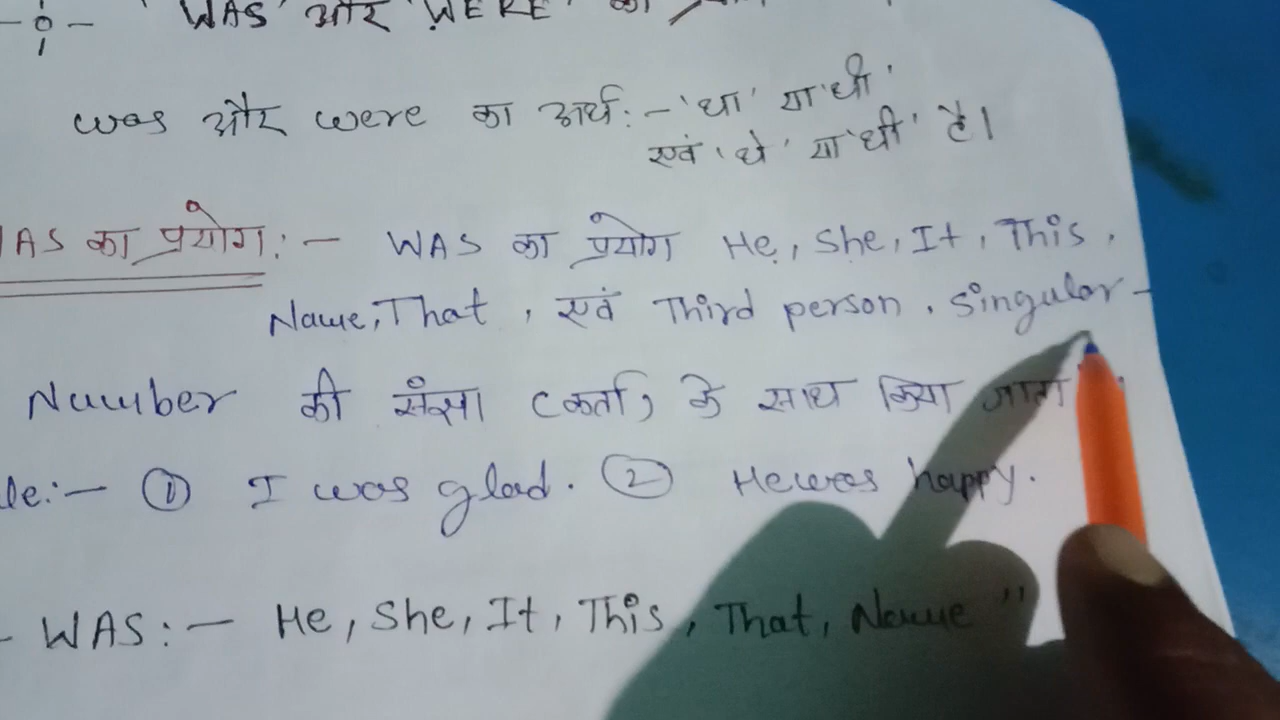 'WAS' और 'WERE' का
was और were का अर्थ:- 'था' या 'थी'
एवं 'थे' या 'थी' है।
WAS का प्रयोग:- WAS का प्रयोग He, She, It, This,
Name, That, एवं Third person, Singular-
Number की संज्ञा (कर्ता) के साथ किया जाता
le:- ① I was glad. ② He was happy.
- WAS:- He, She, It, This, That, Name "